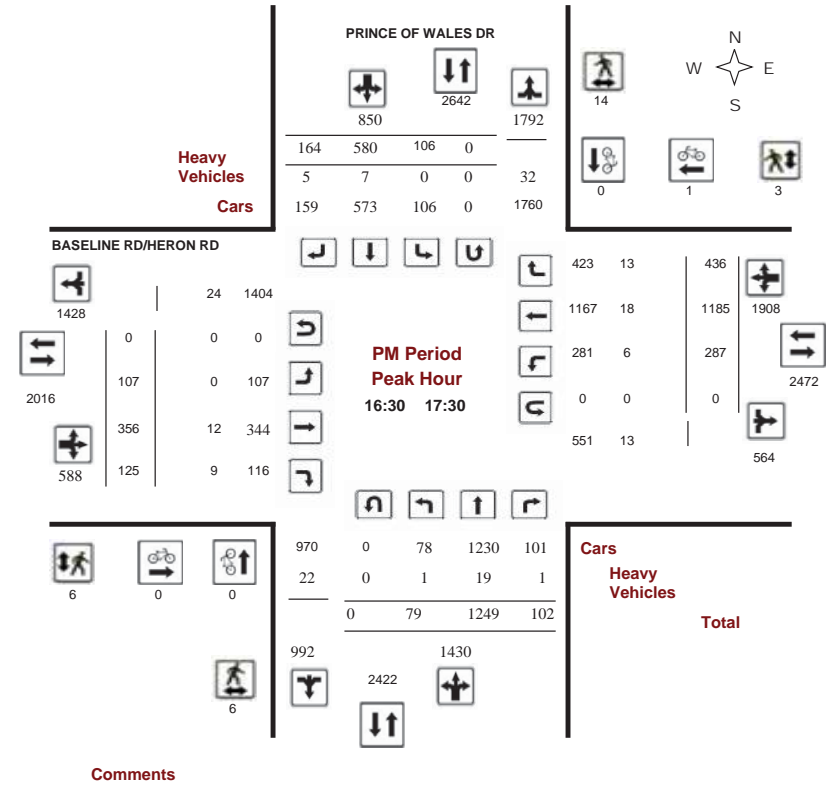 PRINCE OF WALES DR
N
W E
S
2642
14
850 1792
164 580 106 0
Heavy
Vehicles 5 7 0 0 32
Cars 159 573 106 0 1760
0 1 3
BASELINE RD/HERON RD
1428 24 1404
423 13 436
0 0 0
1167 18 1185 1908
2016
107 0 107
PM Period
Peak Hour
16:30 17:30
281 6 287
2472
0 0 0
356 12 344
551 13
564
588 125 9 116
970 0 78 1230 101 Cars
22 0 1 19 1 Heavy
Vehicles
6 0 0
0 79 1249 102 Total
992 2422 1430
6
Comments